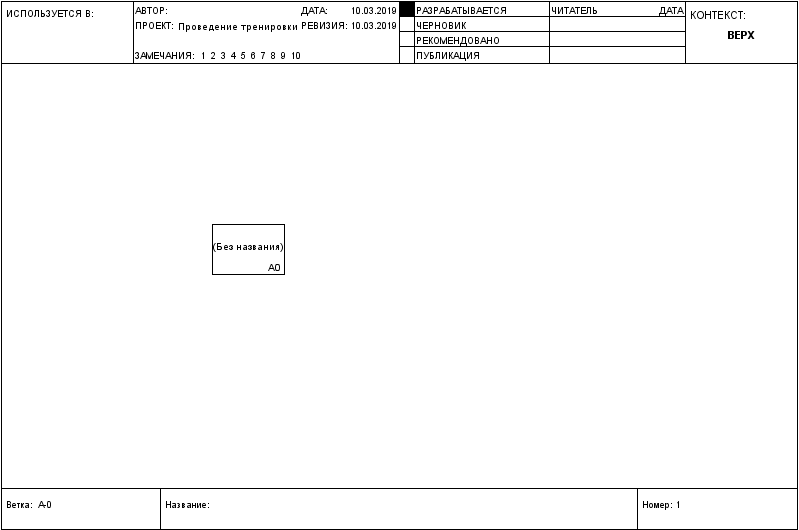 ИСПОЛЬЗУЕТСЯ В:
АВТОР: ДАТА: 10.03.2019
ПРОЕКТ: Проведение тренировки РЕВИЗИЯ: 10.03.2019
ЗАМЕЧАНИЯ: 1 2 3 4 5 6 7 8 9 10
РАЗРАБАТЫВАЕТСЯ
ЧЕРНОВИК
РЕКОМЕНДОВАНО
ПУБЛИКАЦИЯ
ЧИТАТЕЛЬ ДАТА
КОНТЕКСТ:
ВЕРХ
(Без названия)
A0
Ветка: A-0
Название:
Номер: 1